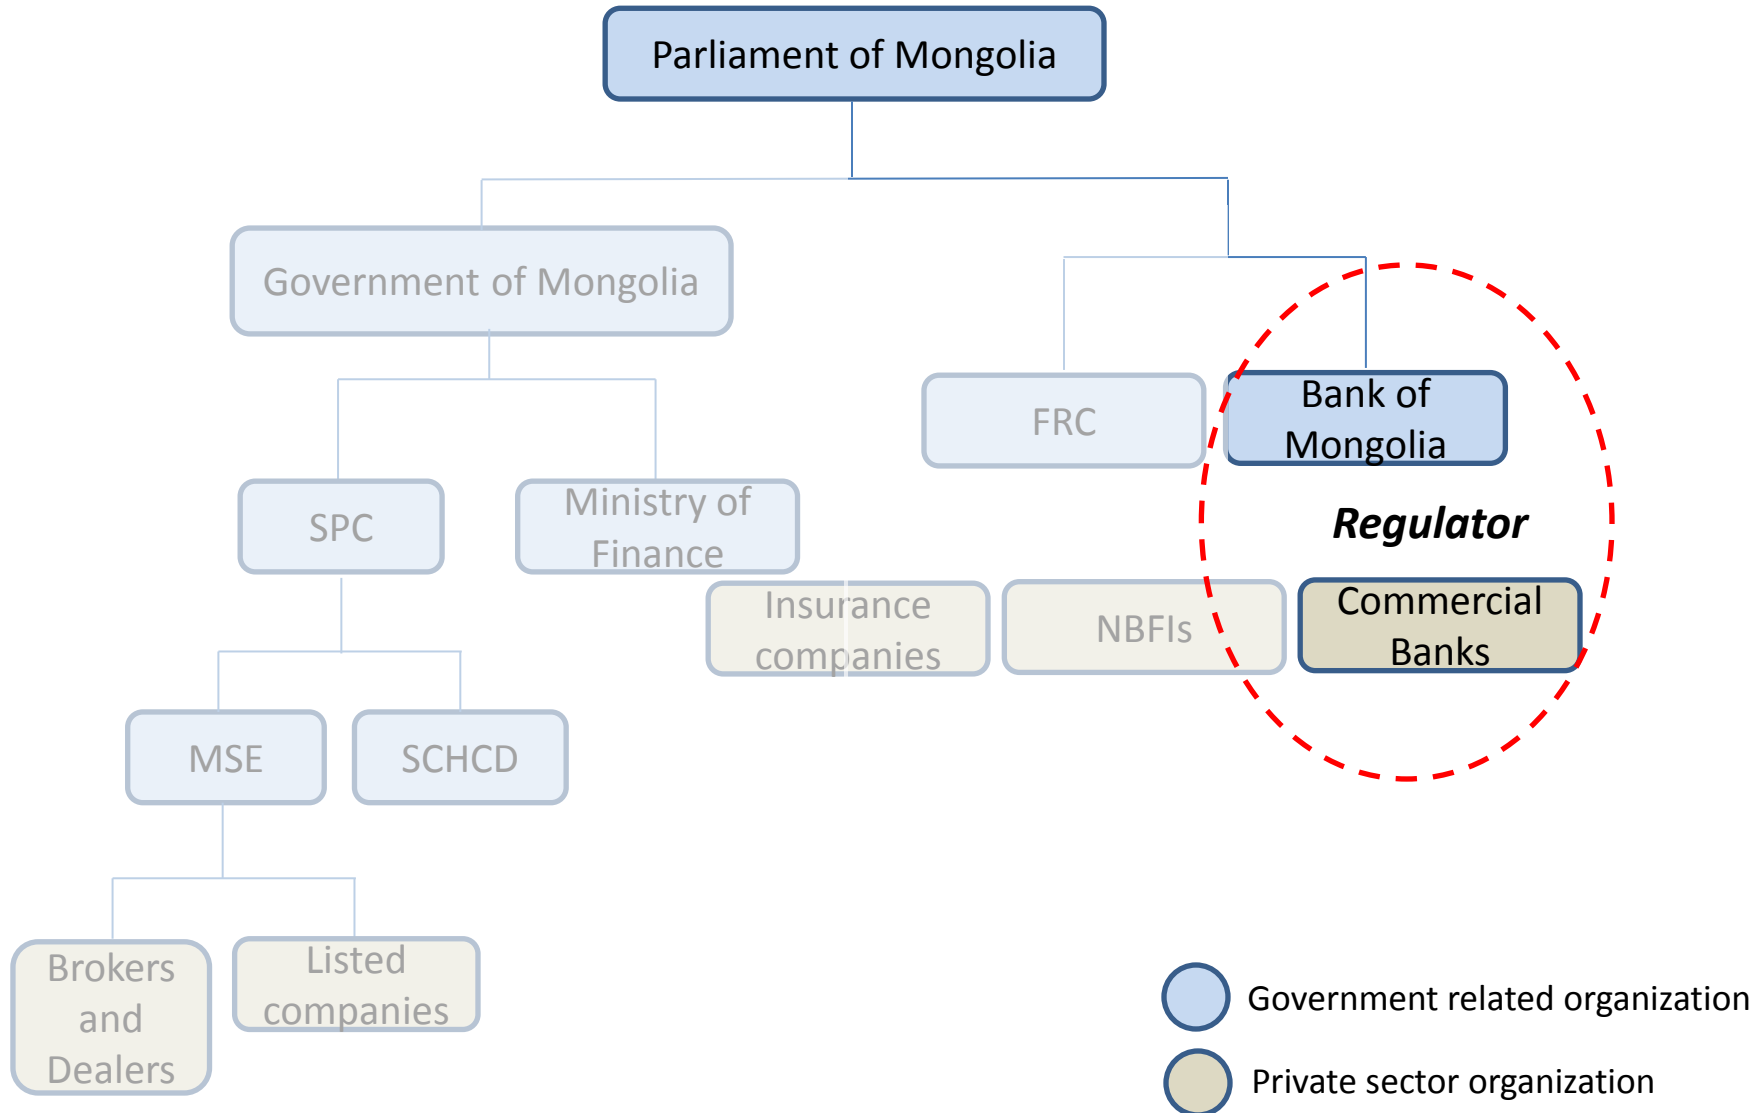 Parliament of Mongolia
Government of Mongolia
FRC
Bank of
Mongolia
SPC
Ministry of
Finance
Regulator
Insurance
companies
NBFIs
Commercial
Banks
MSE
SCHCD
Brokers
and
Dealers
Listed
companies
Government related organization
Private sector organization